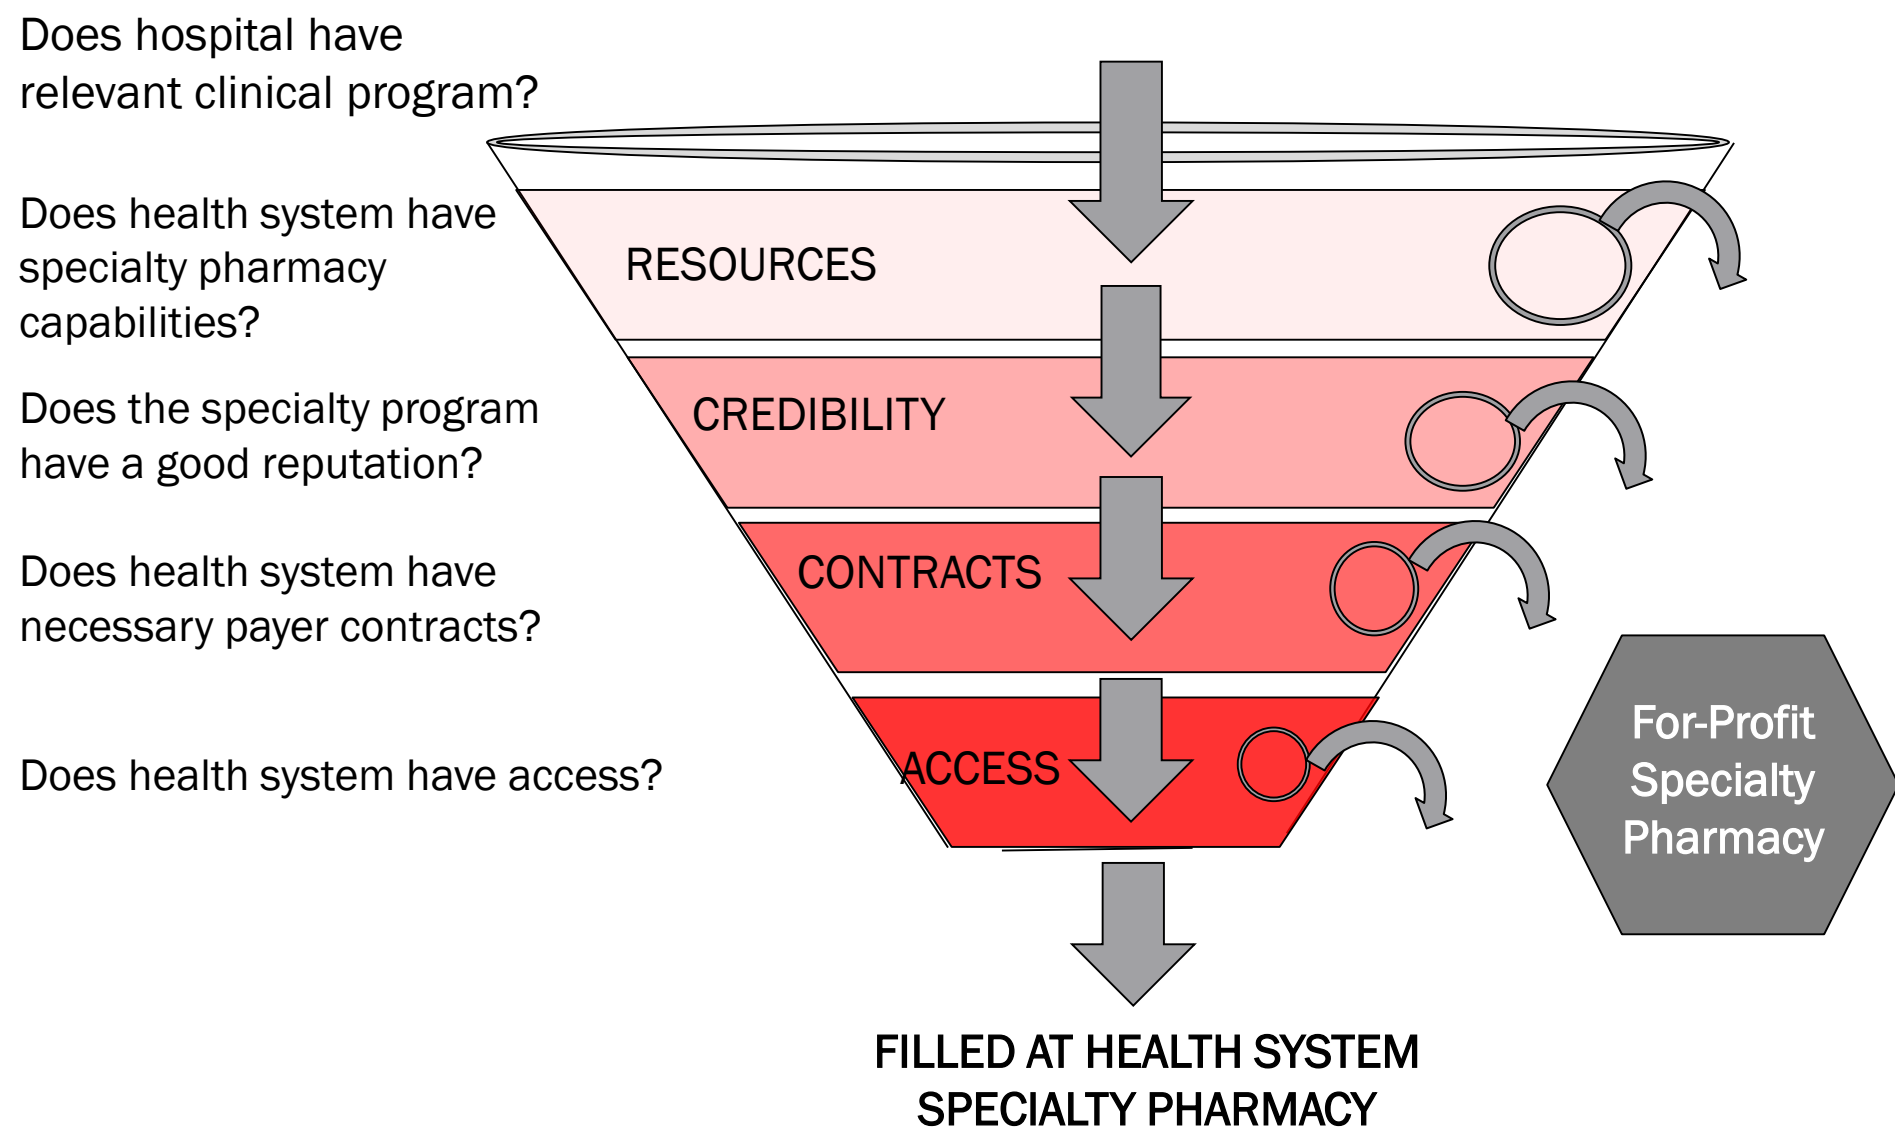 Does hospital have
relevant clinical program?
Does health system have
specialty pharmacy
capabilities?
RESOURCES
Does the specialty program
have a good reputation?
CREDIBILITY
Does health system have
necessary payer contracts?
CONTRACTS
Does health system have access?
ACCESS
For-Profit
Specialty
Pharmacy
FILLED AT HEALTH SYSTEM
SPECIALTY PHARMACY